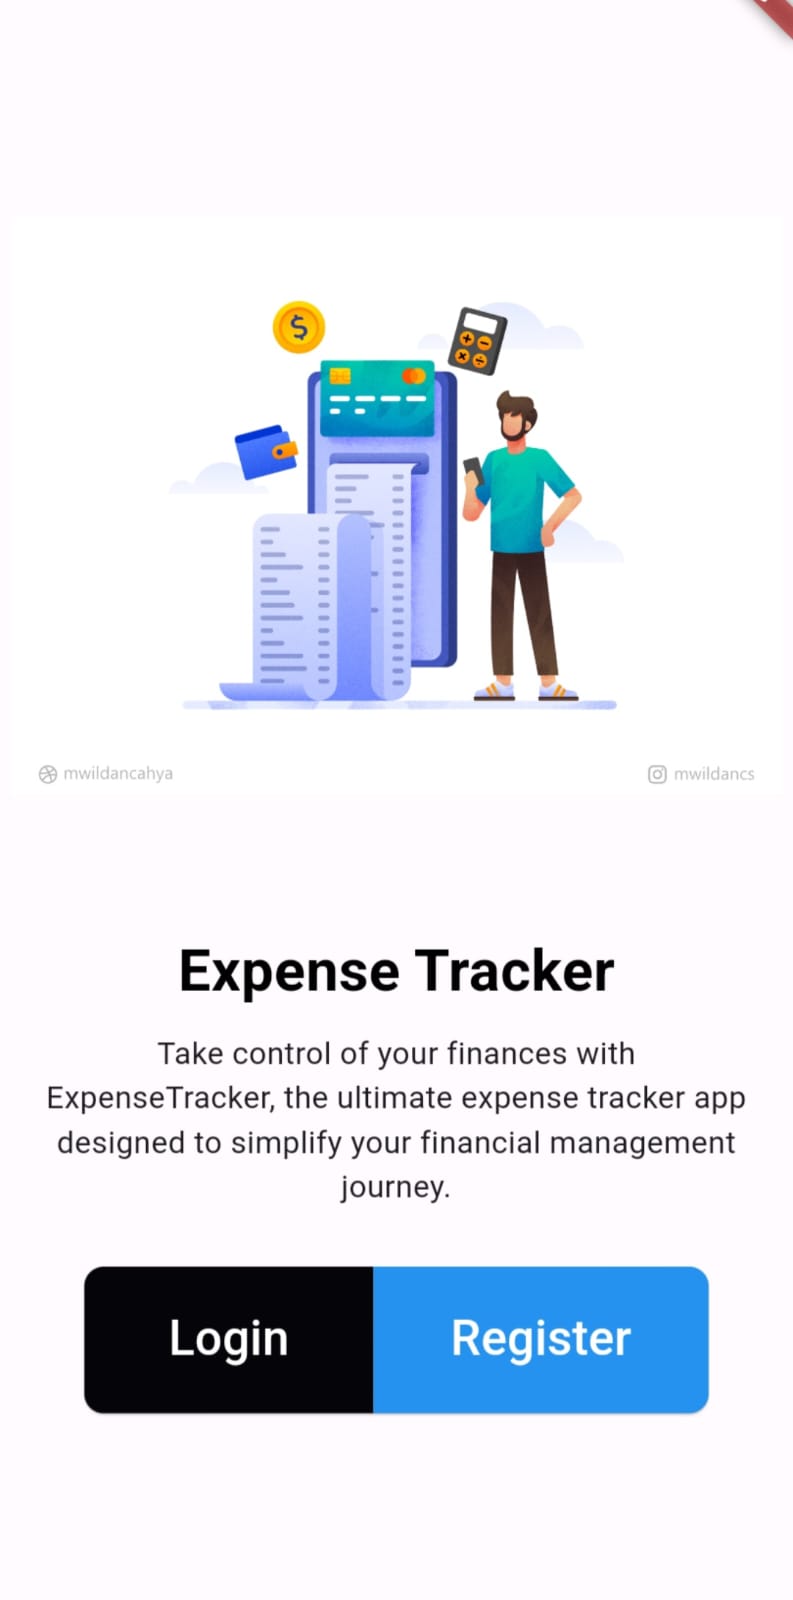 $
mwildancahya
mwildancs
Expense Tracker
Take control of your finances with
ExpenseTracker, the ultimate expense tracker app
designed to simplify your financial management
journey.
Login
Register